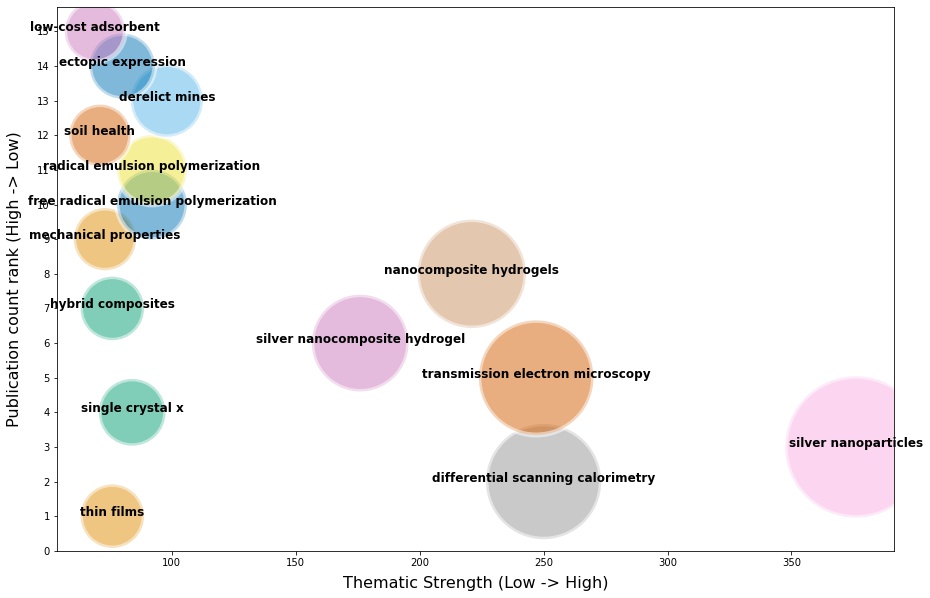 low-cost adsorbent
15
14
ectopic expression
13
derelict mines
12
soil health
11
radical emulsion polymerization
10
free radical emulsion polymerization
9
mechanical properties
8
nanocomposite hydrogels
7
hybrid composites
6
silver nanocomposite hydrogel
5
transmission electron microscopy
4
single crystal x
3
silver nanoparticles
2
differential scanning calorimetry
1
thin films
0
100 150 200 250 300 350
Thematic Strength (Low -> High)
Publication count rank (High -> Low)